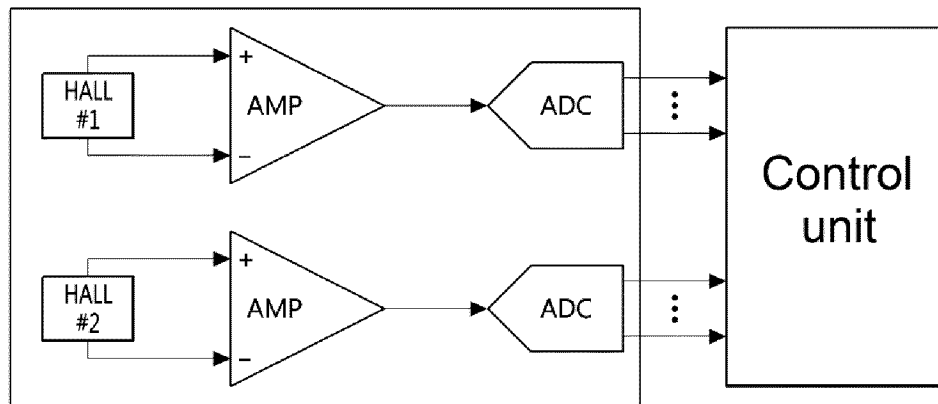 HALL
#1
+
AMP
−
ADC
HALL
#2
+
AMP
−
ADC
Control
unit